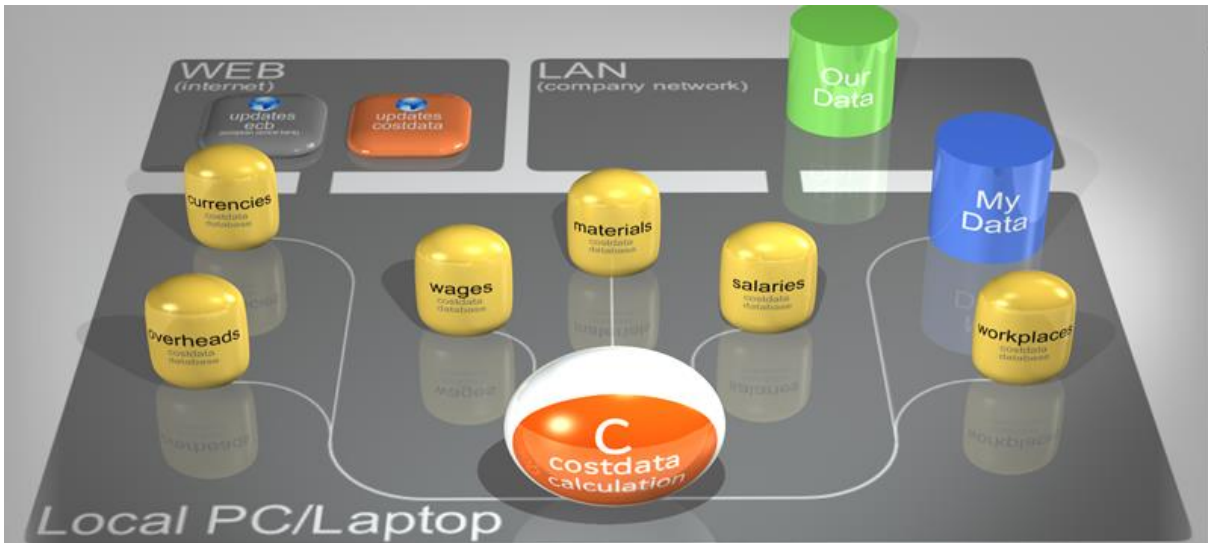 WEB
(internet)
LAN
(company network)
Our
Data
updates
ecb
updates
costdata
currencies
costdata
database
My
Data
materials
costdata
database
wages
costdata
database
salaries
costdata
database
overheads
costdata
database
workplaces
costdata
database
C
costdata
calculation
Local PC/Laptop